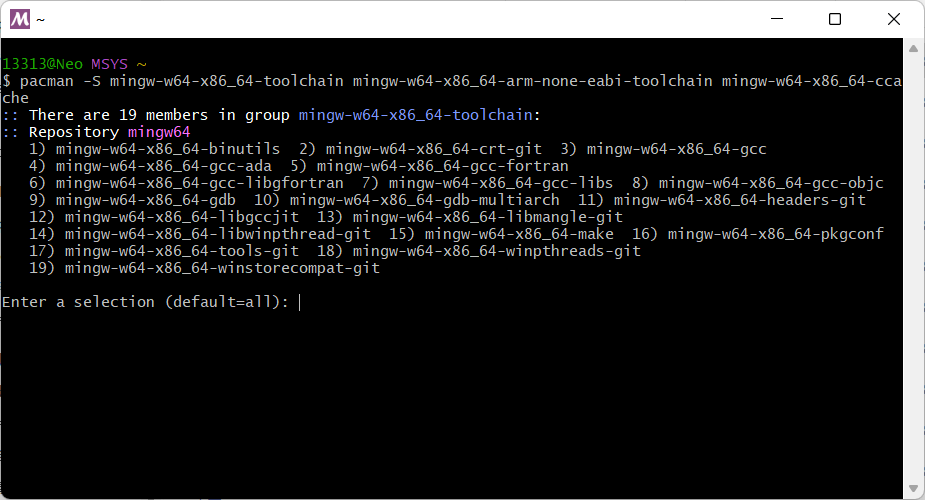 ~
13313@Neo MSYS ~
$ pacman -S mingw-w64-x86_64-toolchain mingw-w64-x86_64-arm-none-eabi-toolchain mingw-w64-x86_64-cca
che
:: There are 19 members in group mingw-w64-x86_64-toolchain:
:: Repository mingw64
1) mingw-w64-x86_64-binutils 2) mingw-w64-x86_64-crt-git 3) mingw-w64-x86_64-gcc
4) mingw-w64-x86_64-gcc-ada 5) mingw-w64-x86_64-gcc-fortran
6) mingw-w64-x86_64-gcc-libgfortran 7) mingw-w64-x86_64-gcc-libs 8) mingw-w64-x86_64-gcc-objc
9) mingw-w64-x86_64-gdb 10) mingw-w64-x86_64-gdb-multiarch 11) mingw-w64-x86_64-headers-git
12) mingw-w64-x86_64-libgccjit 13) mingw-w64-x86_64-libmangle-git
14) mingw-w64-x86_64-libwinpthread-git 15) mingw-w64-x86_64-make 16) mingw-w64-x86_64-pkgconf
17) mingw-w64-x86_64-tools-git 18) mingw-w64-x86_64-winpthreads-git
19) mingw-w64-x86_64-winstorecompat-git
Enter a selection (default=all):